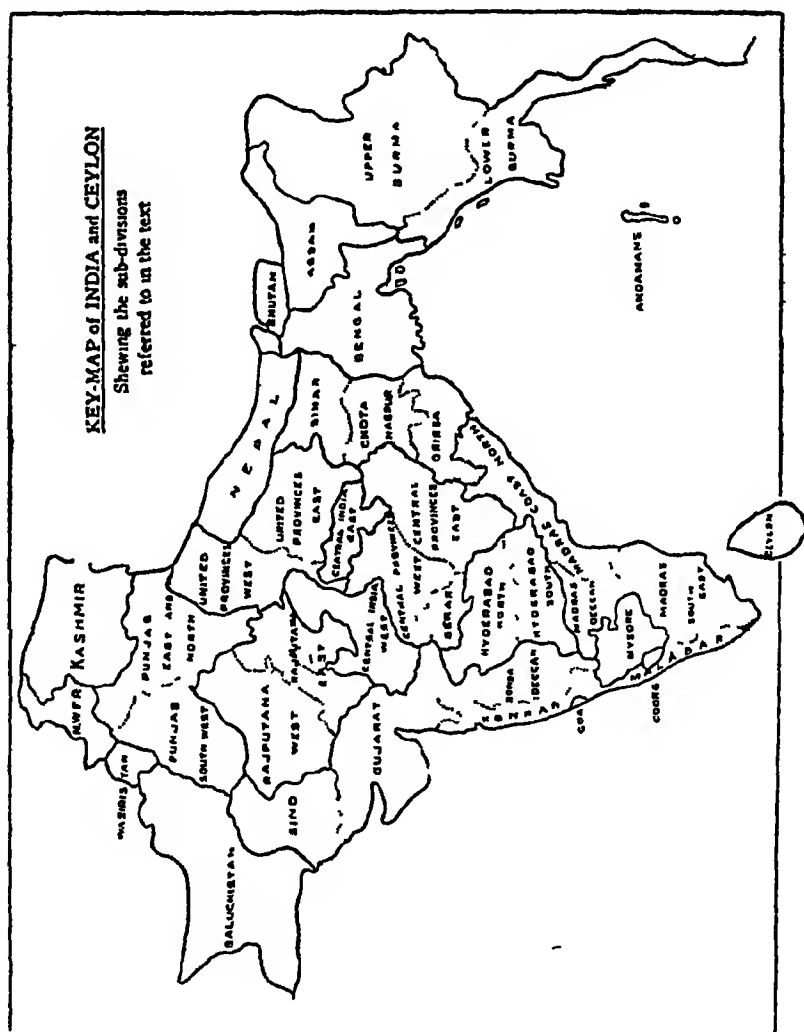 KEY-MAP of INDIA and CEYLON
Shewing the sub-divisions
referred to in the text
KASHMIR
N.W.F.P.
WAZIRISTAN
PUNJAB
EAST AND
NORTH
PUNJAB
SOUTH WEST
BALUCHISTAN
SIND
RAJPUTANA
WEST
RAJPUTANA
EAST
UNITED
PROVINCES
WEST
UNITED
PROVINCES
EAST
NEPAL
BHUTAN
ASSAM
UPPER
BURMA
LOWER
BURMA
BENGAL
BIHAR
CHOTA
NAGPUR
ORISSA
CENTRAL INDIA
EAST
CENTRAL INDIA
WEST
CENTRAL PROVINCES
WEST
CENTRAL
PROVINCES
EAST
BERAR
GUJARAT
HYDERABAD
NORTH
HYDERABAD
SOUTH
BOMBAY
DECCAN
MADRAS COAST NORTH
MADRAS
DECCAN
MYSORE
MADRAS
SOUTH
EAST
GOA
COORG
MALABAR
CEYLON
ANDAMANS